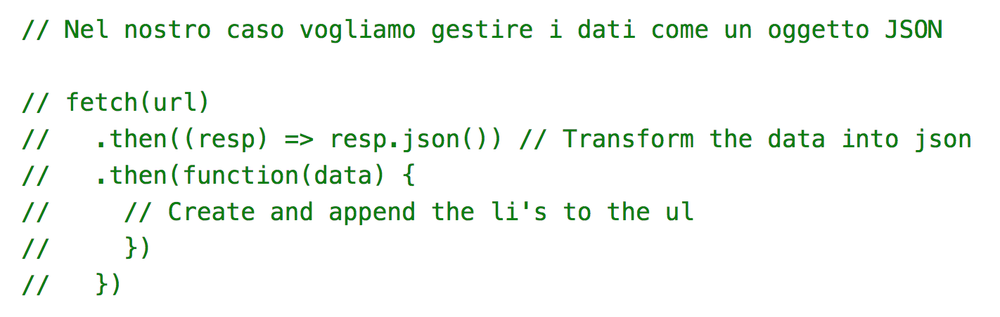 // Nel nostro caso vogliamo gestire i dati come un oggetto JSON
// fetch(url)
//   .then((resp) => resp.json()) // Transform the data into json
//   .then(function(data) {
//     // Create and append the li's to the ul
//     })
//   })